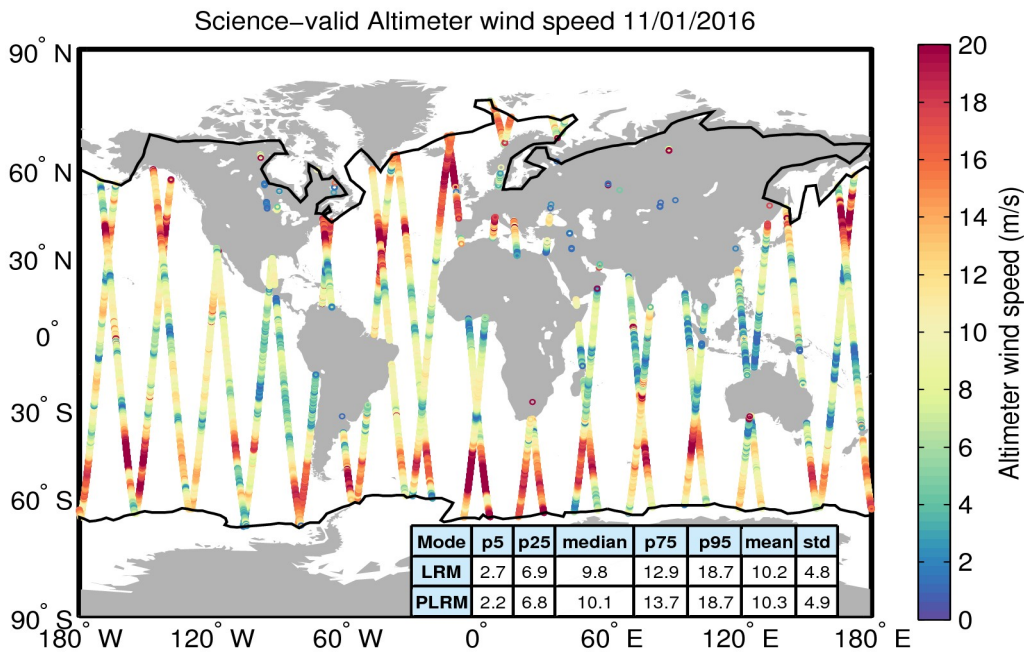 Science−valid Altimeter wind speed 11/01/2016
90° N
60° N
30° N
0°
30° S
60° S
90° S
180° W
120° W
60° W
0°
60° E
120° E
180° E
Mode p5 p25 median p75 p95 mean std
LRM 2.7 6.9 9.8 12.9 18.7 10.2 4.8
PLRM 2.2 6.8 10.1 13.7 18.7 10.3 4.9
20
18
16
14
12
10
8
6
4
2
0
Altimeter wind speed (m/s)